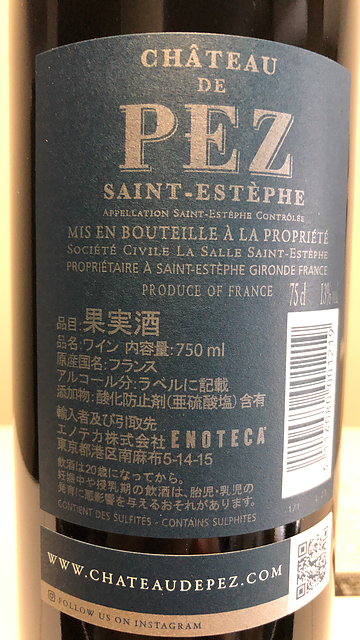 CHÂTEAU
DE
PEZ
SAINT-ESTÈPHE
APPELLATION SAINT-ESTÈPHE CONTRÔLÉE
MIS EN BOUTEILLE À LA PROPRIÉTÉ
SOCIÉTÉ CIVILE LA SALLE SAINT-ESTÈPHE
PROPRIÉTAIRE À SAINT-ESTÈPHE GIRONDE FRANCE
PRODUCE OF FRANCE 75 cl 13% vol.
品目:果実酒
品名:ワイン 内容量:750 ml
原産国名:フランス
アルコール分:ラベルに記載
添加物:酸化防止剤(亜硫酸塩)含有
輸入者及び引取先
エノテカ株式会社 ENOTECA
東京都港区南麻布5-14-15
飲酒は20歳になってから。
妊娠中や授乳期の飲酒は、胎児・乳児の
発育に悪影響を与えるおそれがあります。
CONTIENT DES SULFITES - CONTAINS SULPHITES
WWW.CHATEAUDEPEZ.COM
FOLLOW US ON INSTAGRAM